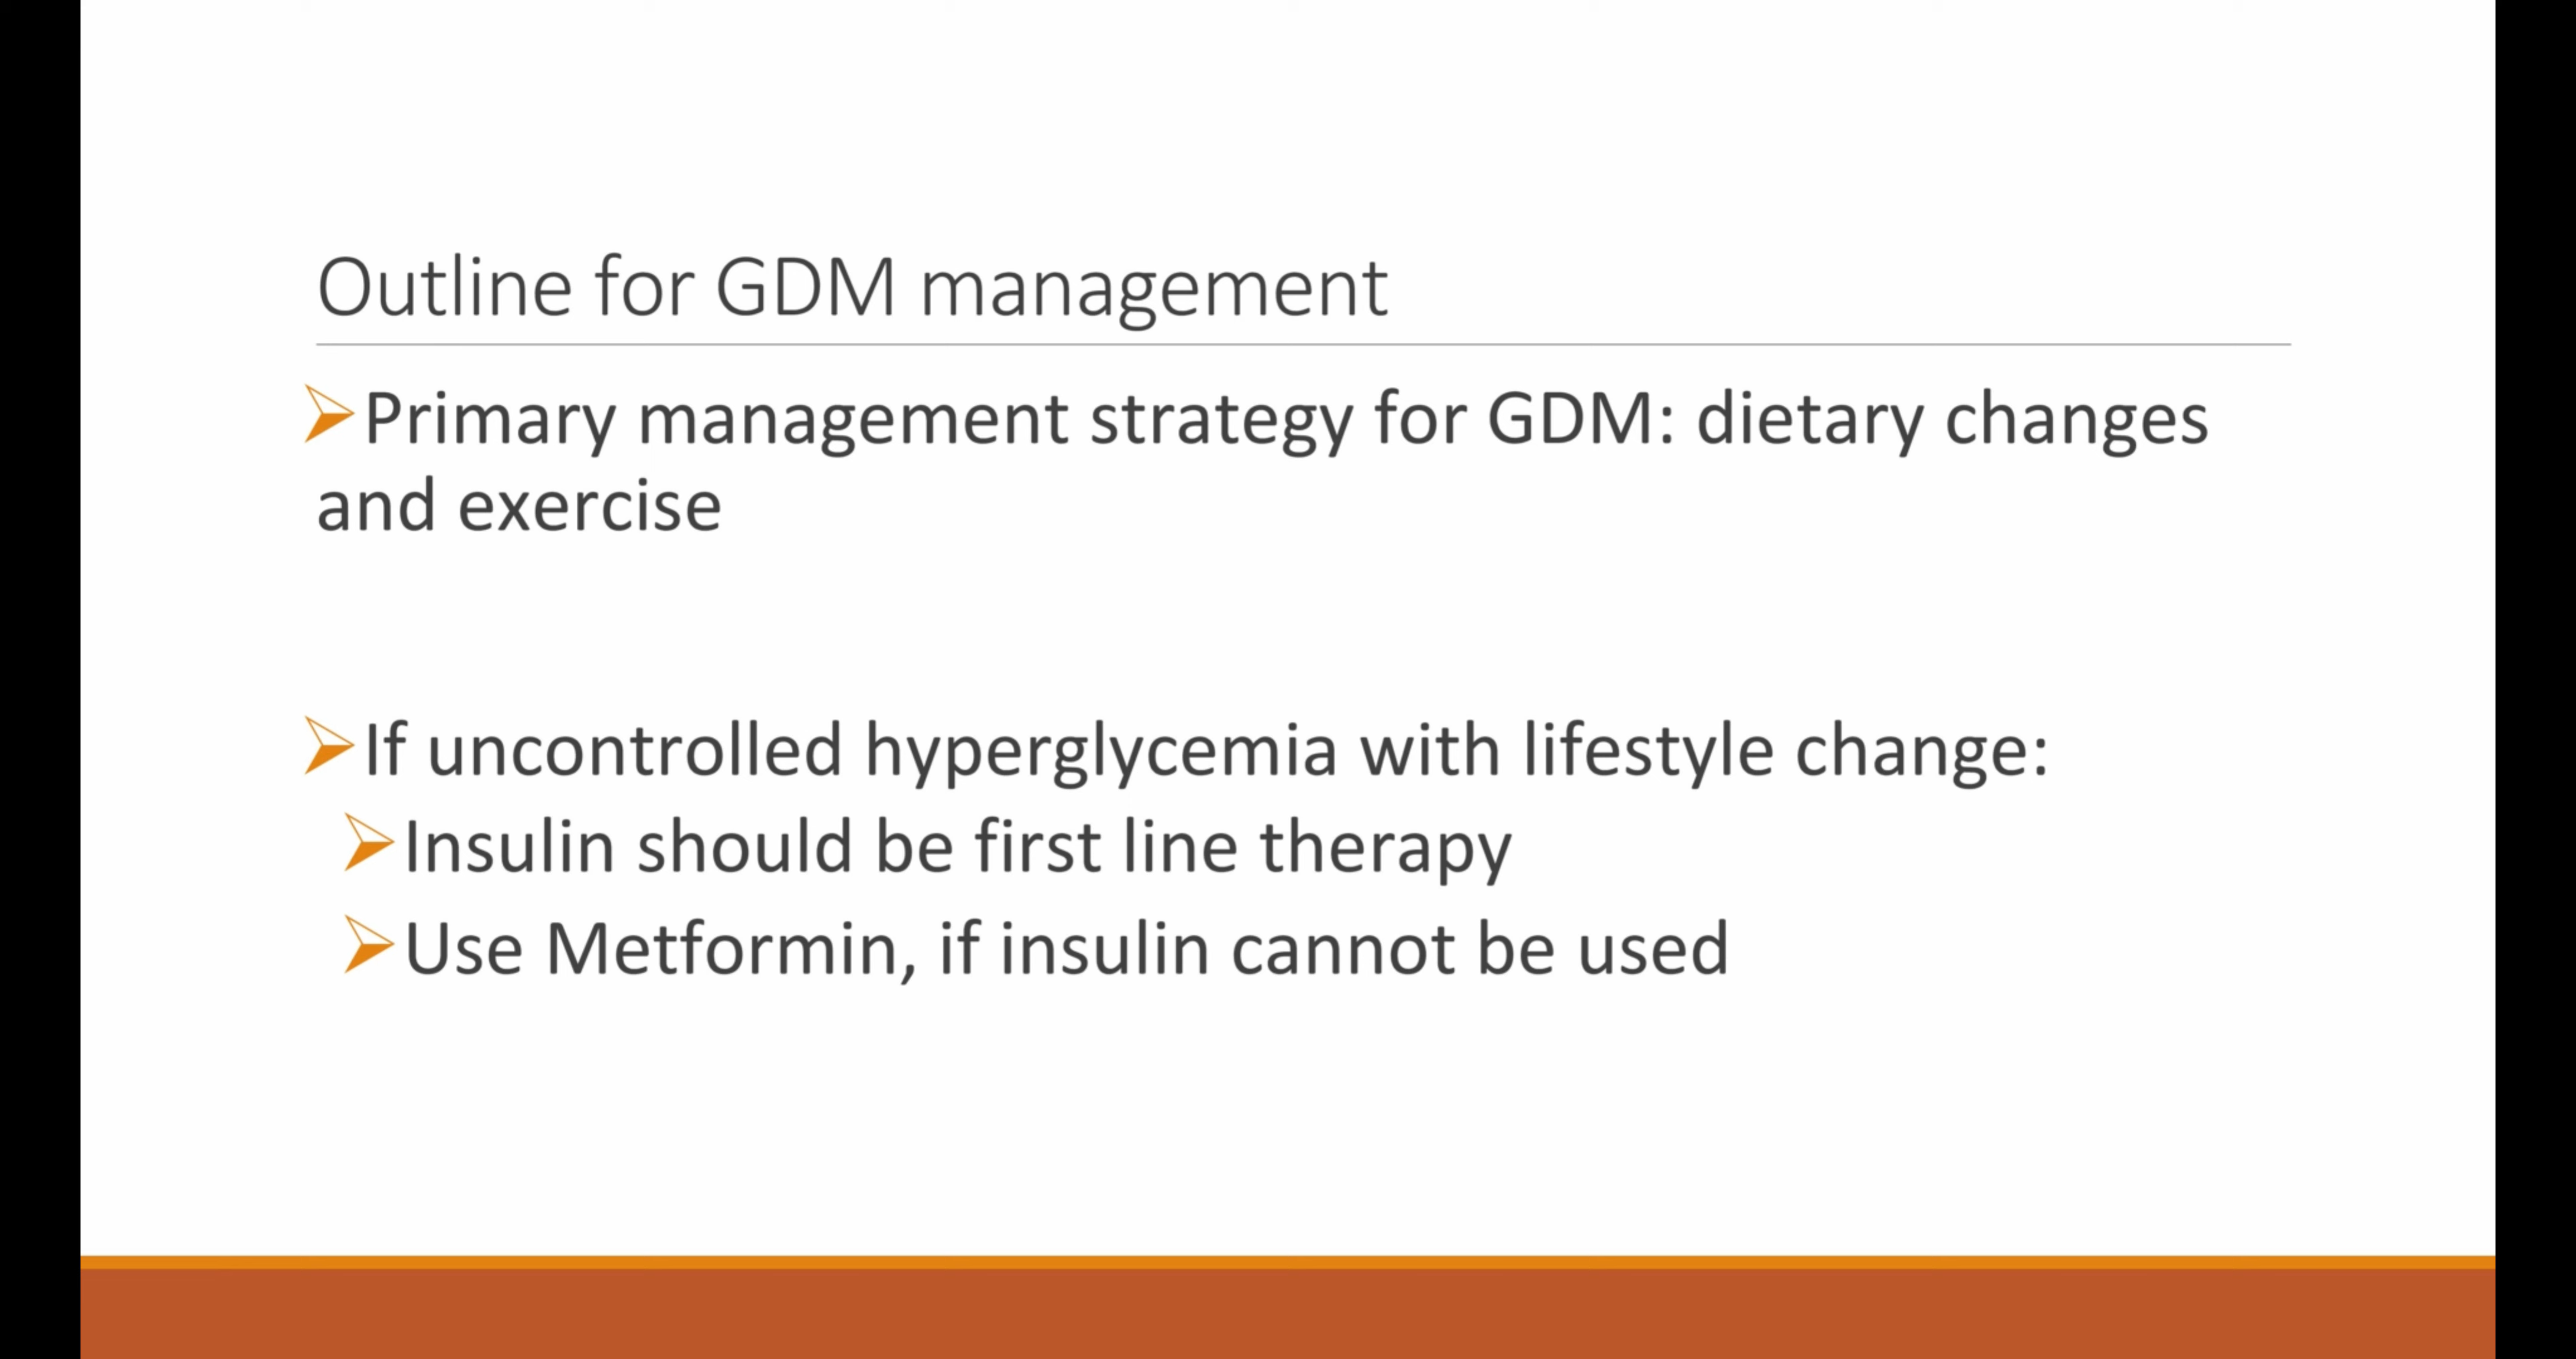 Outline for GDM management
Primary management strategy for GDM: dietary changes
and exercise
If uncontrolled hyperglycemia with lifestyle change:
Insulin should be first line therapy
Use Metformin, if insulin cannot be used